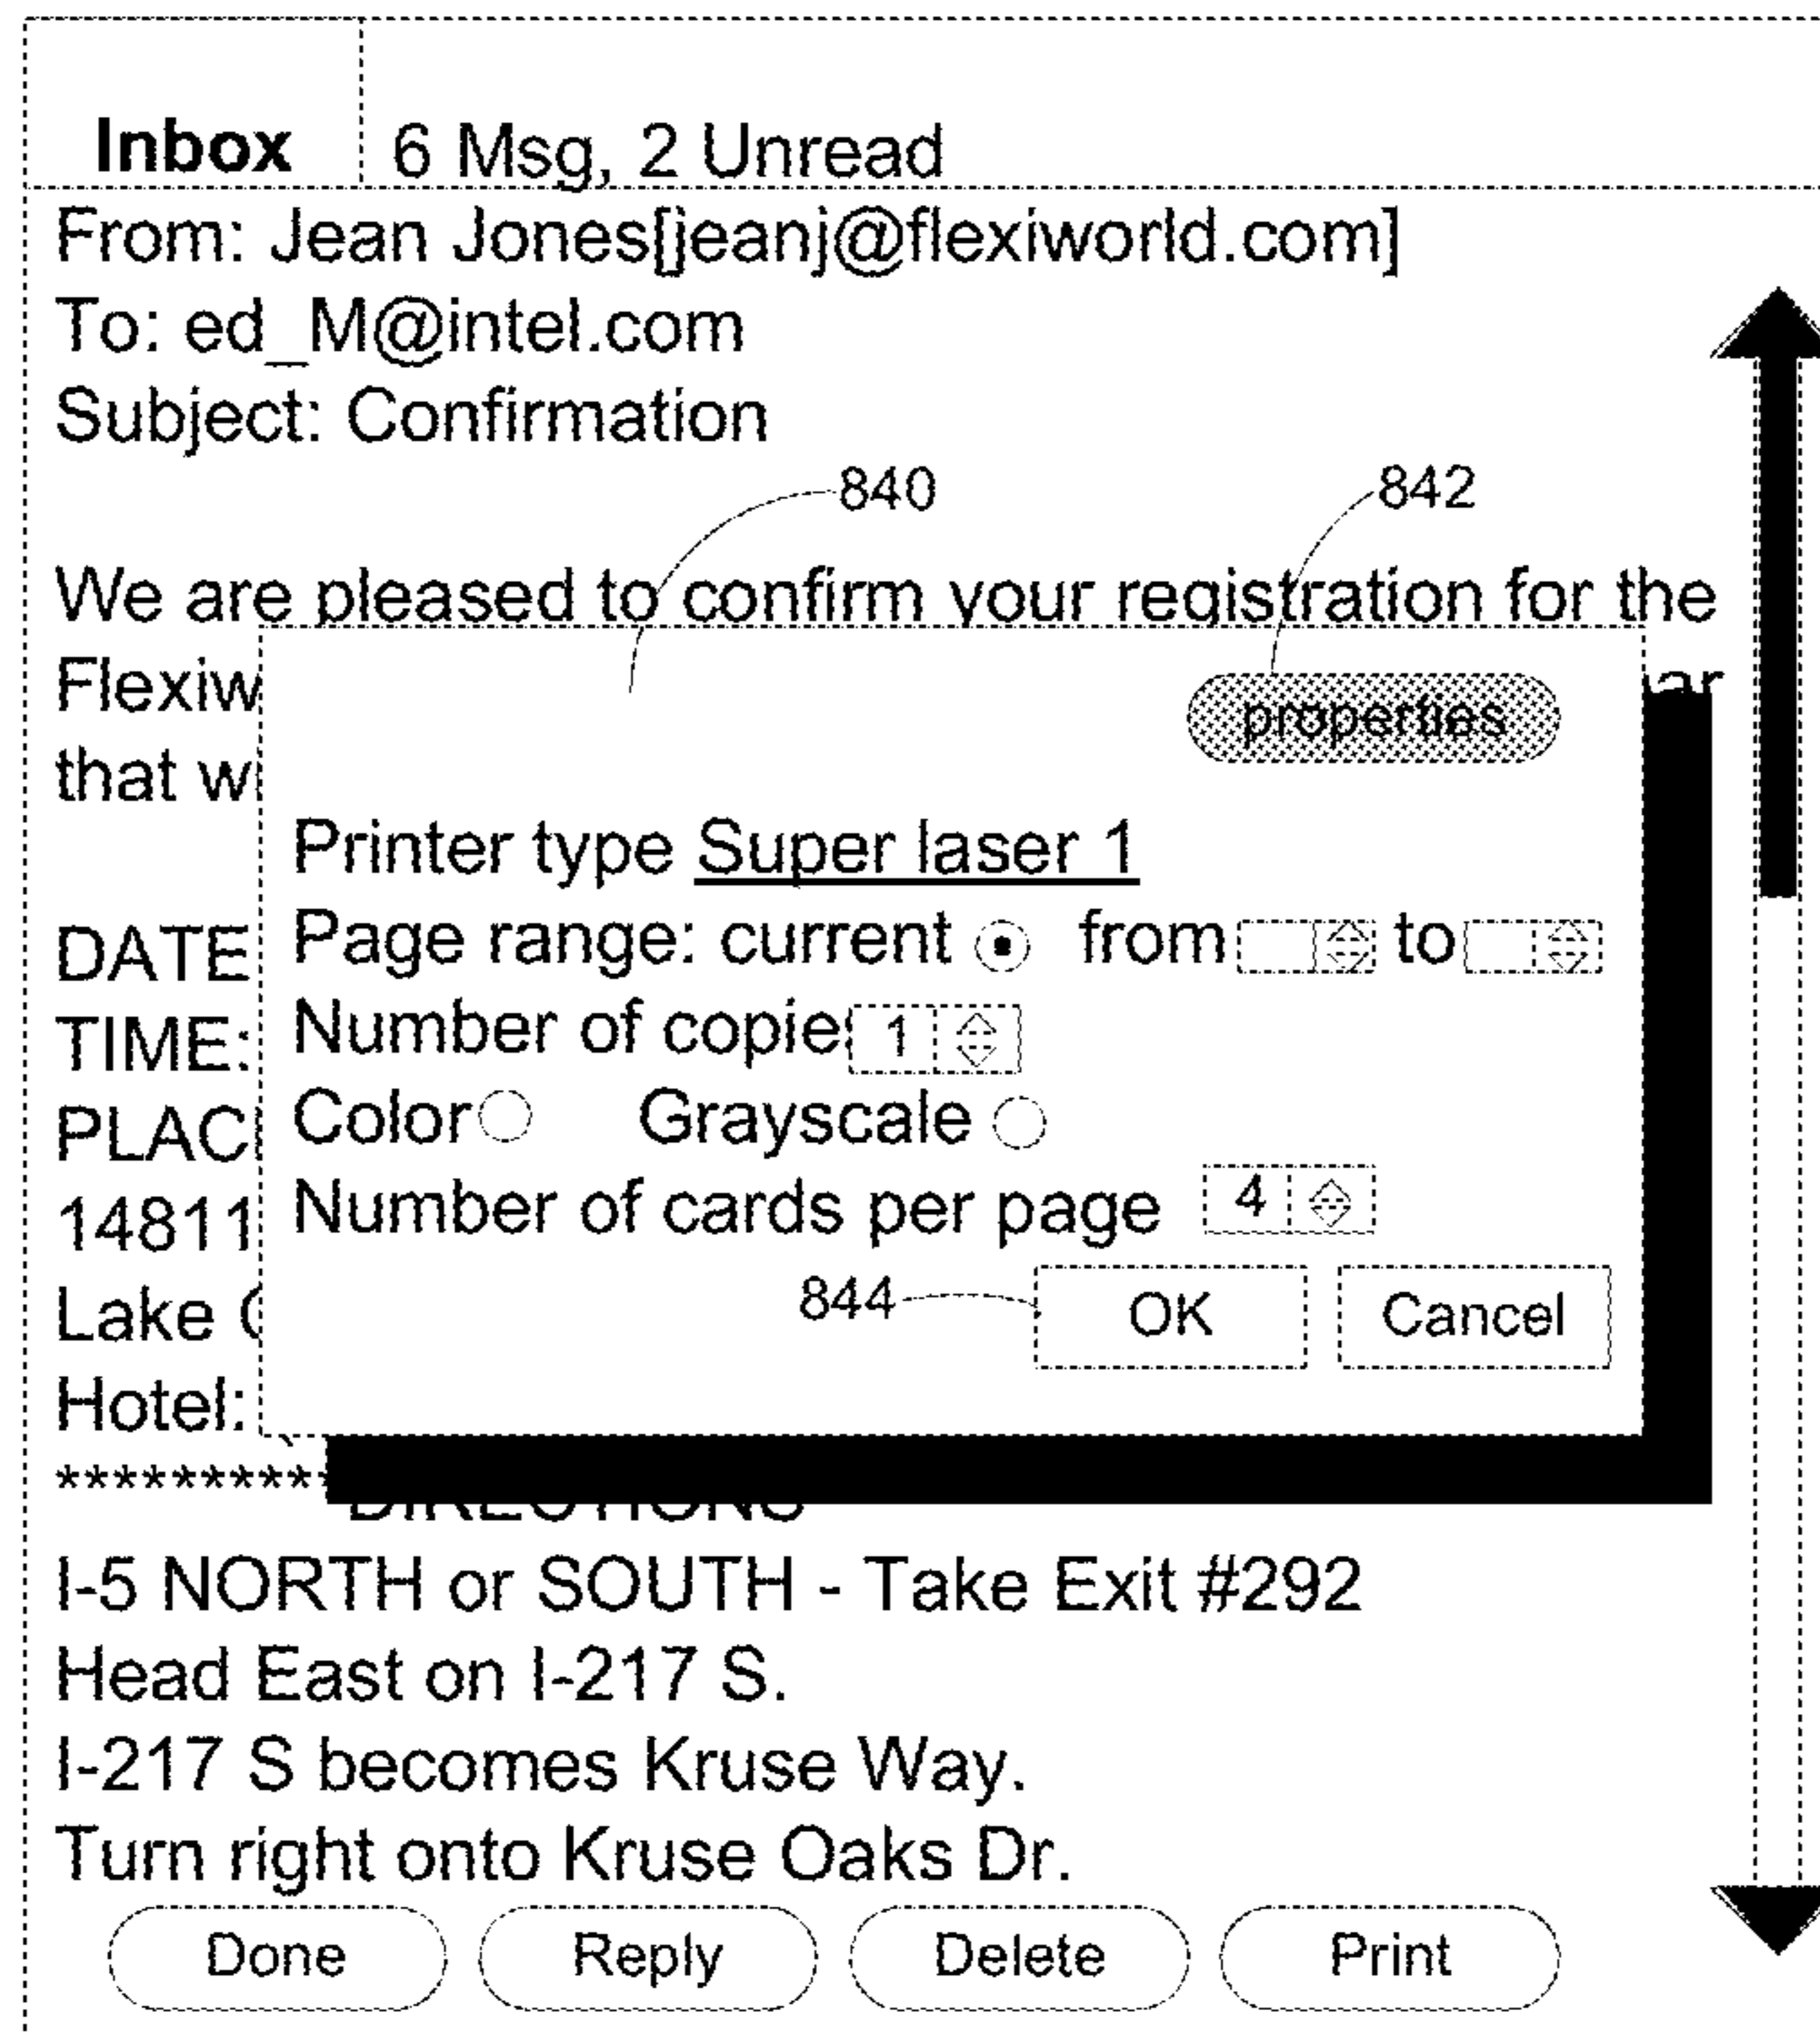 Inbox 6 Msg, 2 Unread
From: Jean Jones[jeanj@flexiworld.com]
To: ed_M@intel.com
Subject: Confirmation
840 842
We are pleased to confirm your registration for the
Flexiw
properties
that w
Printer type Super laser 1
DATE
Page range: current from to
TIME:
Number of copie 1
PLAC
Color Grayscale
14811
Number of cards per page 4
Lake
844 OK Cancel
Hotel:
**********
DIRECTIONS
I-5 NORTH or SOUTH - Take Exit #292
Head East on I-217 S.
I-217 S becomes Kruse Way.
Turn right onto Kruse Oaks Dr.
Done Reply Delete Print